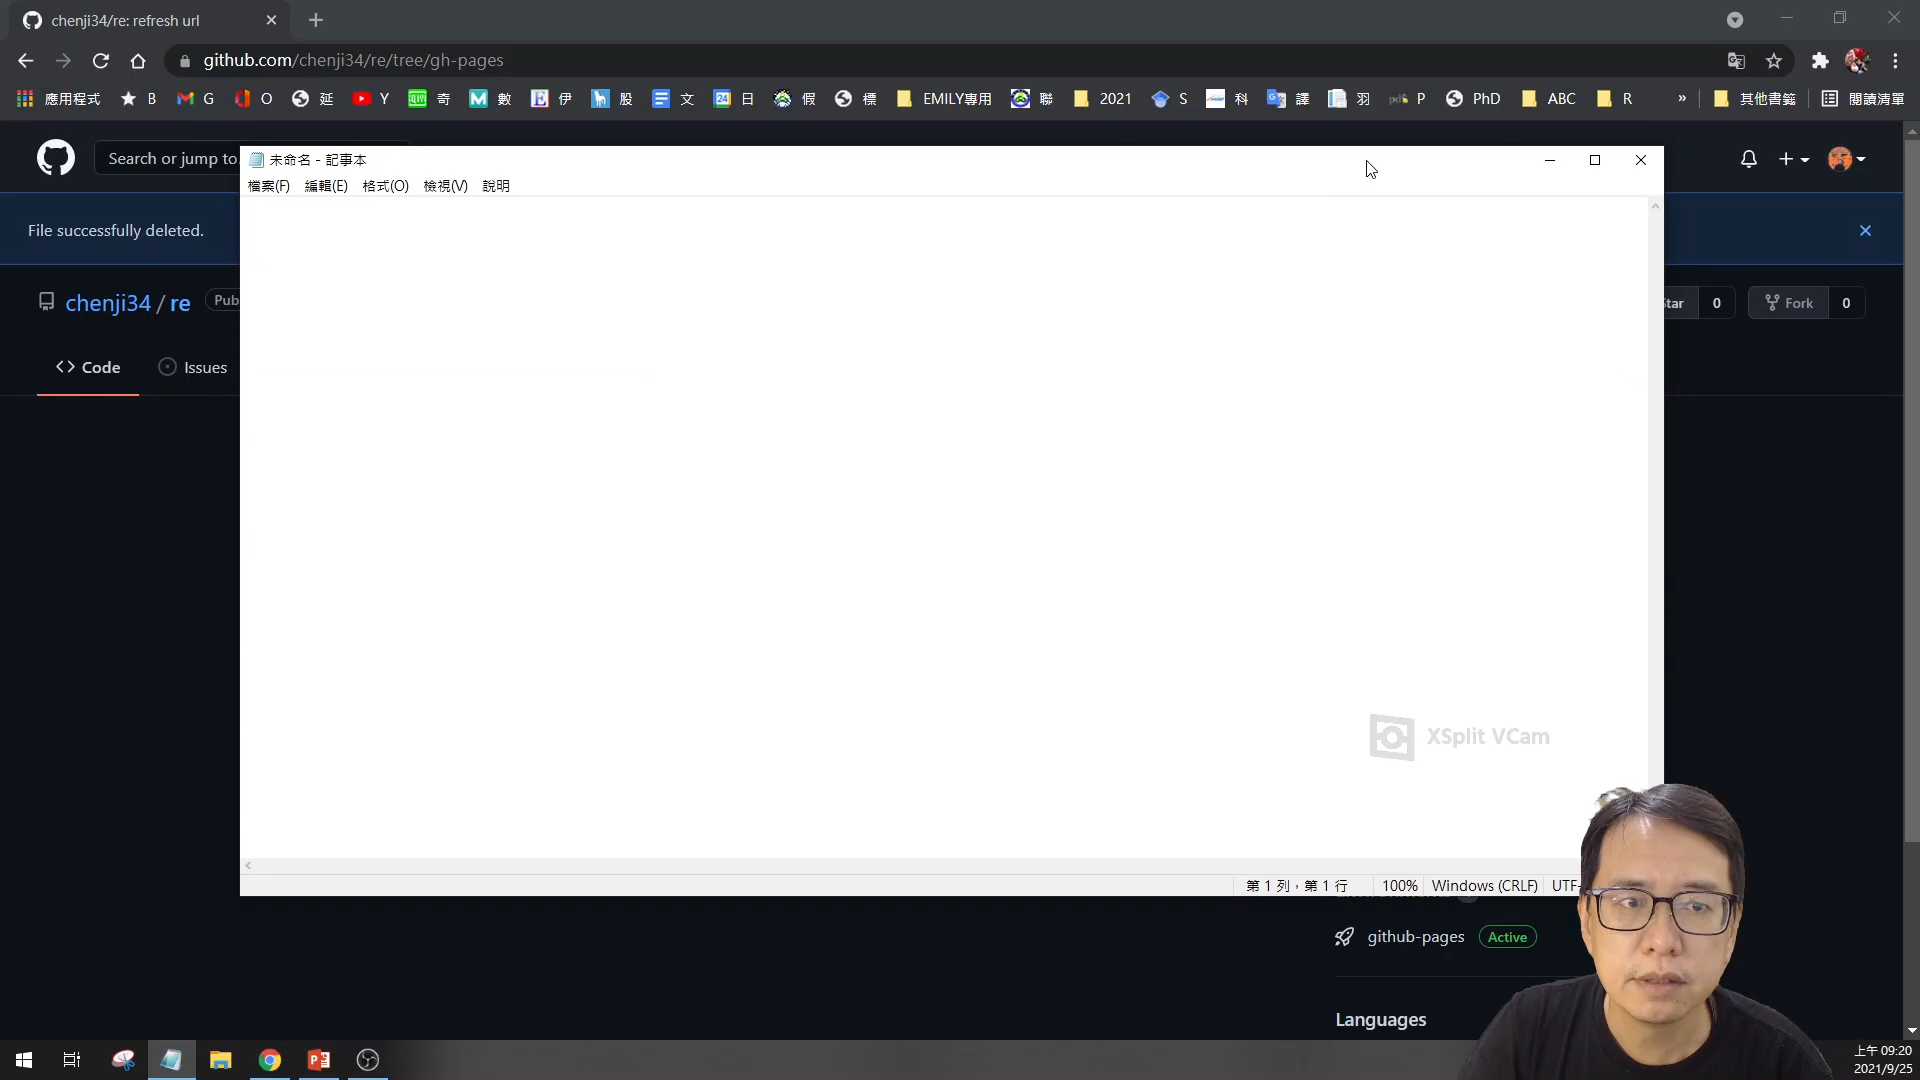 chenji34/re: refresh url
github.com/chenji34/re/tree/gh-pages
應用程式 B G O 延 Y 奇 數 伊 股 文 日 假 標 EMILY專用 聯 2021 S 科 譯 羽 P PhD ABC R » 其他書籤 閱讀清單
Search or jump to
未命名 - 記事本
檔案(F) 編輯(E) 格式(O) 檢視(V) 說明
File successfully deleted.
chenji34 / re Pub
tar 0 Fork 0
Code Issues
XSplit VCam
第 1 列，第 1 行 100% Windows (CRLF) UTF-
github-pages Active
Languages
上午 09:20
2021/9/25